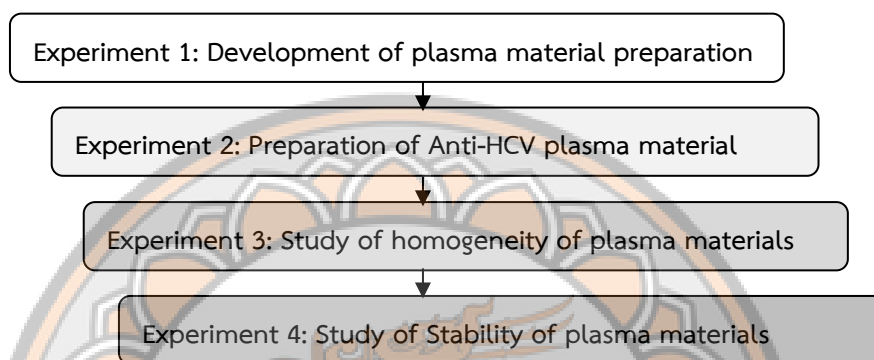 Experiment 1: Development of plasma material preparation
Experiment 2: Preparation of Anti-HCV plasma material
Experiment 3: Study of homogeneity of plasma materials
Experiment 4: Study of Stability of plasma materials